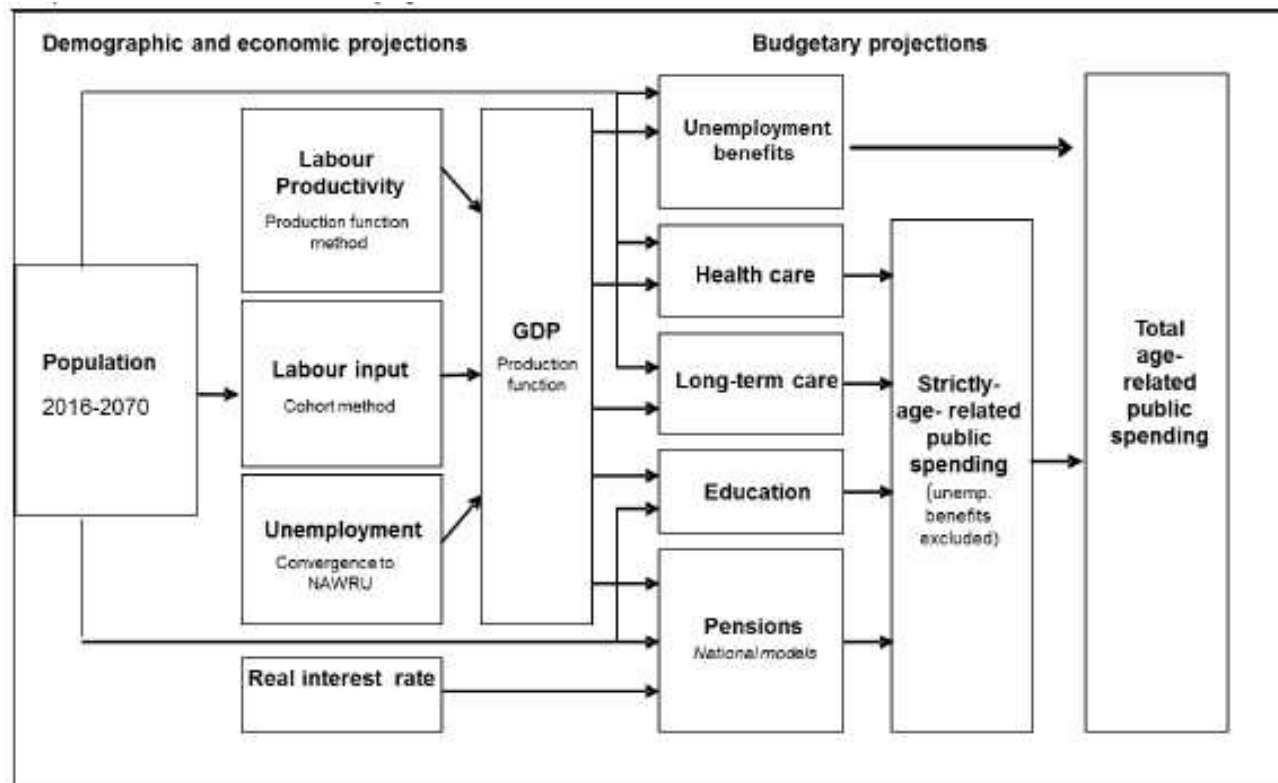 Demographic and economic projections
Budgetary projections
Population
2016-2070
Labour
Productivity
Production function
method
Labour input
Cohort method
Unemployment
Convergence to
NAWRU
Real interest rate
GDP
Production
function
Unemployment
benefits
Health care
Long-term care
Education
Pensions
National models
Strictly-
age- related
public
spending
(unemp.
benefits
excluded)
Total
age-
related
public
spending